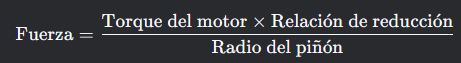 Fuerza = Torque del motor × Relación de reducción
Radio del piñón